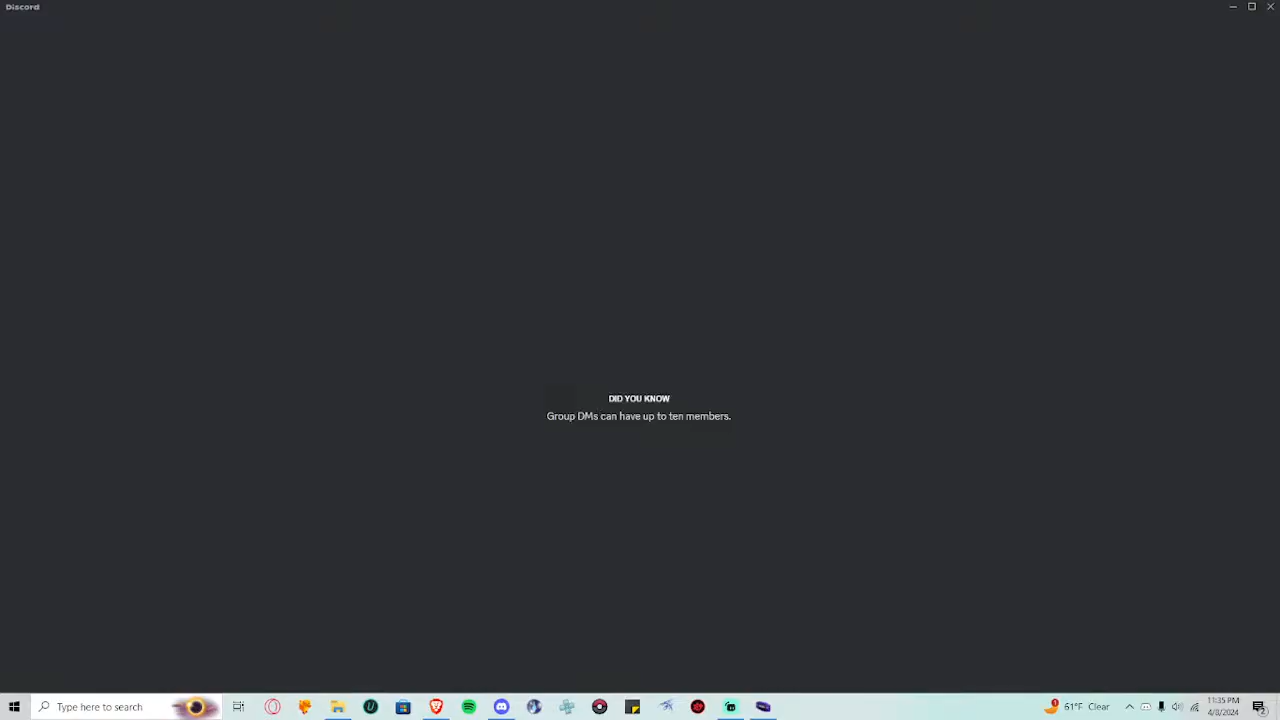 Discord
DID YOU KNOW
Group DMs can have up to ten members.
Type here to search
61°F Clear
11:35 PM
4/8/2024